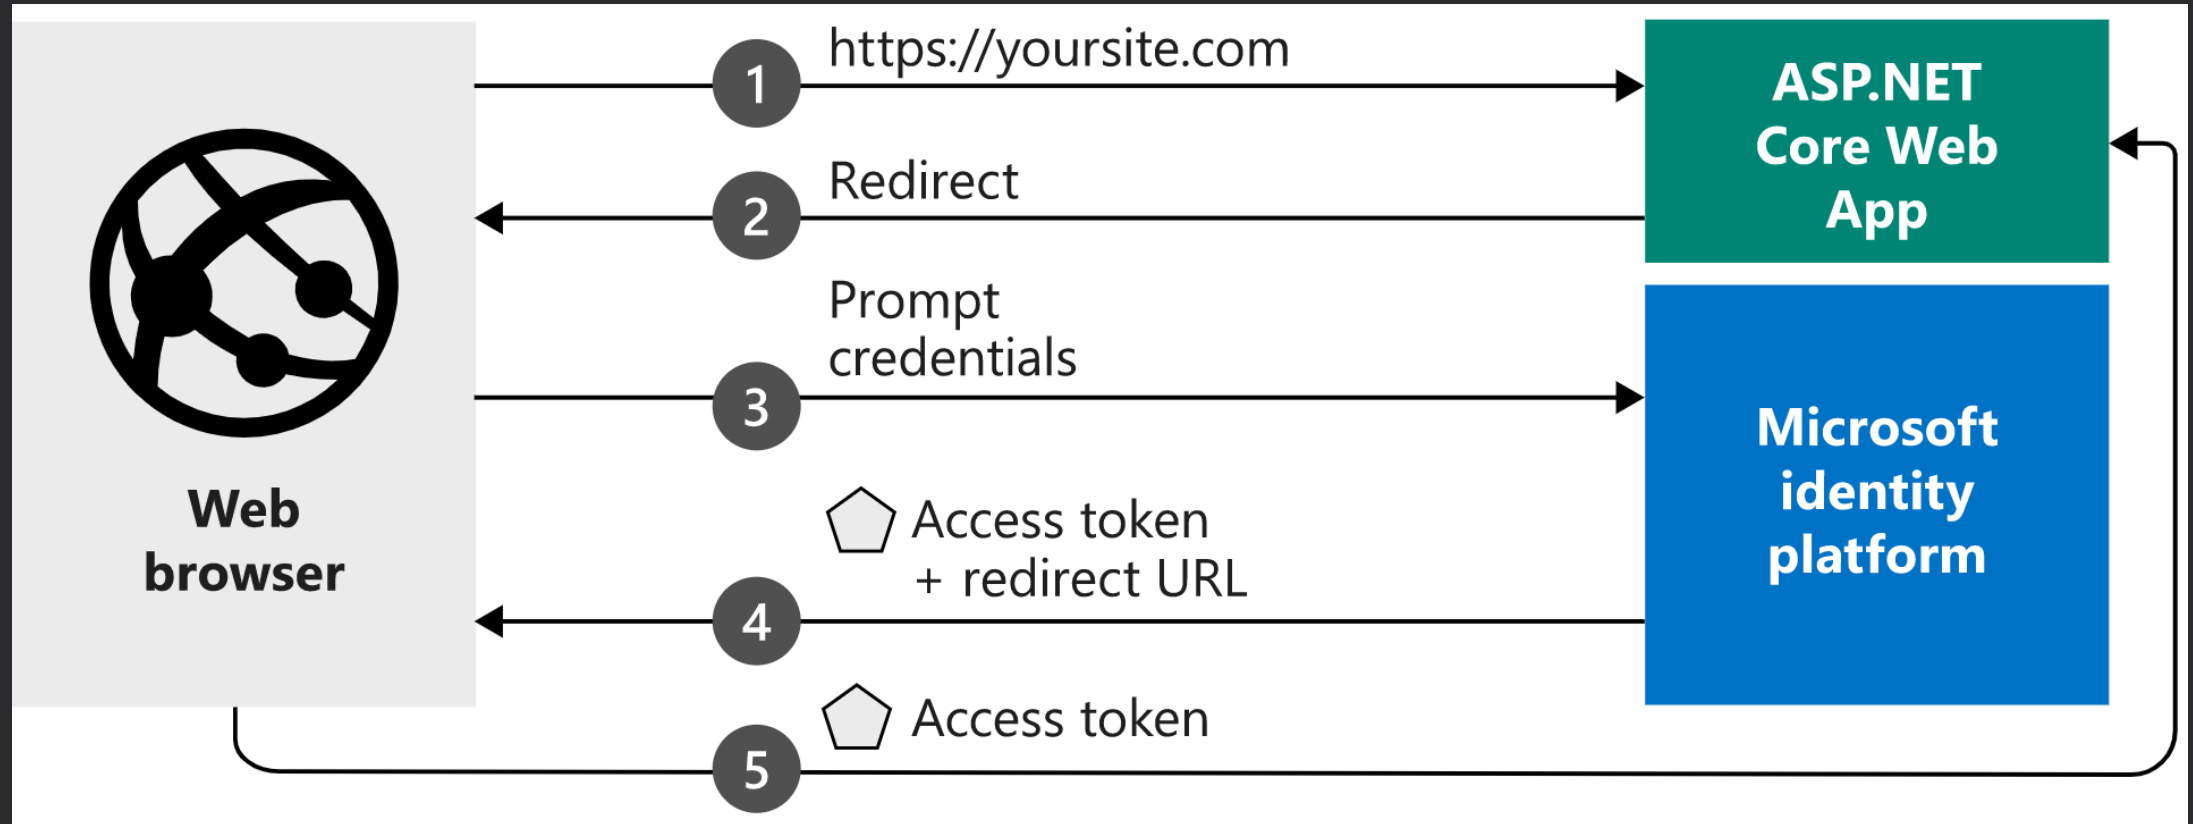 https://yoursite.com
1
Redirect
2
Prompt
credentials
3
Access token
+ redirect URL
4
Access token
5
Web
browser
ASP.NET
Core Web
App
Microsoft
identity
platform